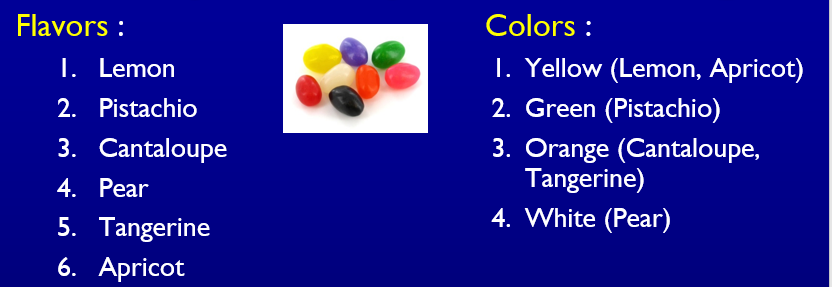 Flavors :
1. Lemon
2. Pistachio
3. Cantaloupe
4. Pear
5. Tangerine
6. Apricot
Colors :
1. Yellow (Lemon, Apricot)
2. Green (Pistachio)
3. Orange (Cantaloupe,
Tangerine)
4. White (Pear)